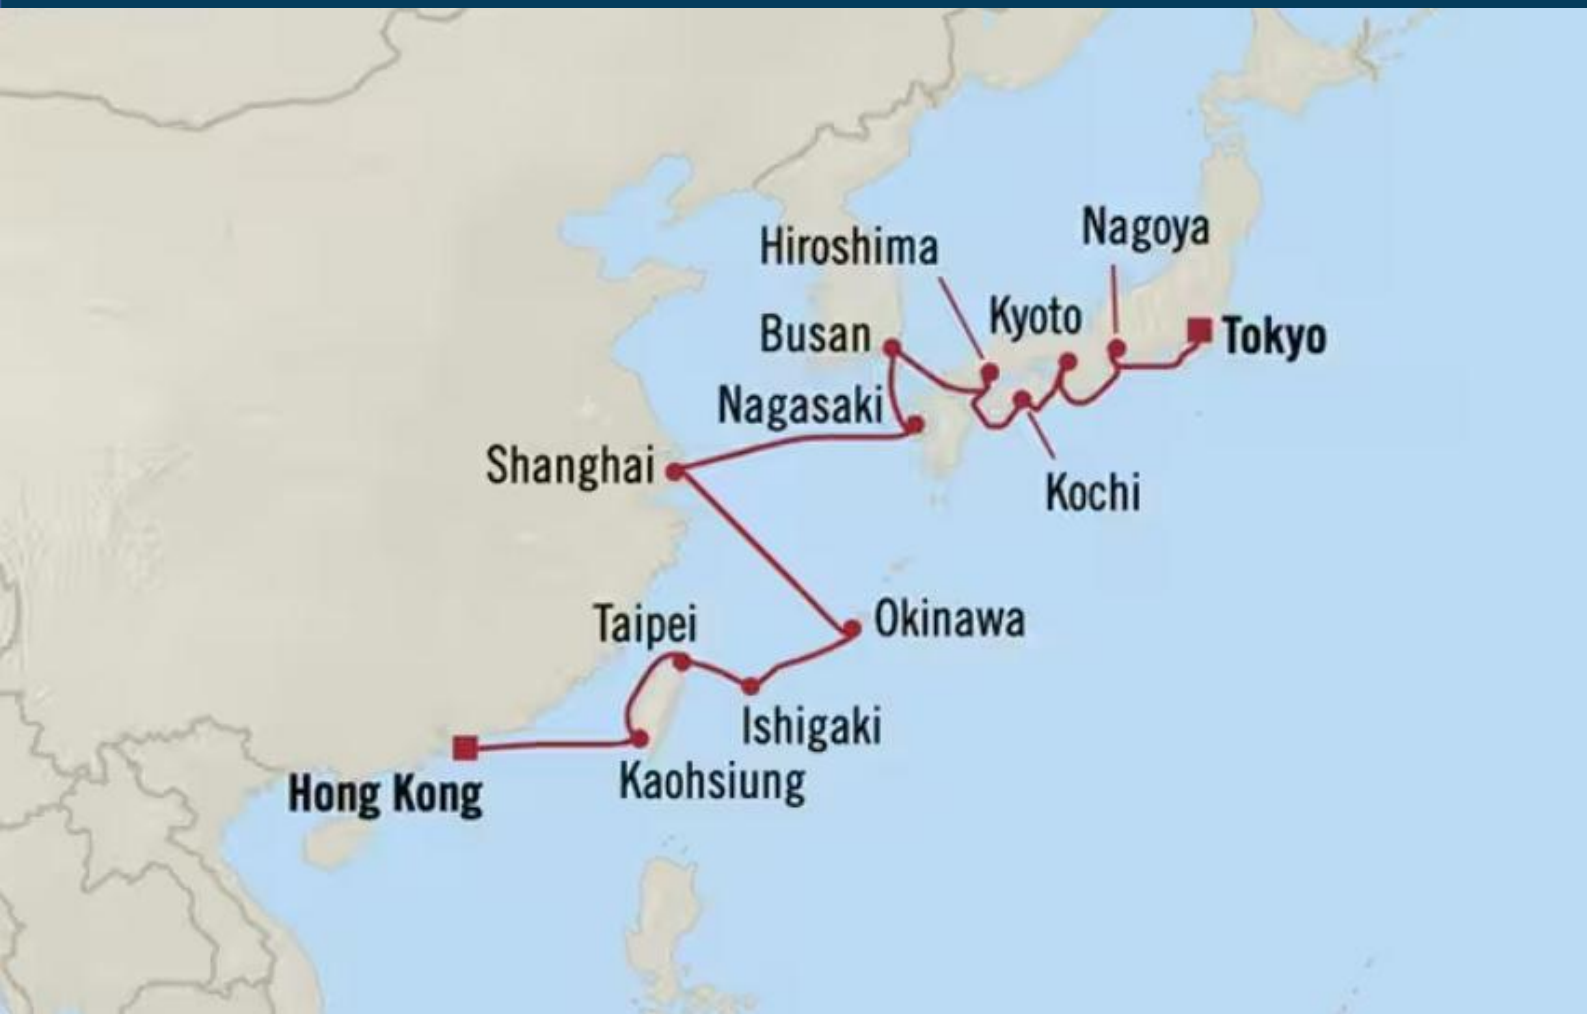 Nagoya
Hiroshima
Kyoto
Busan
Tokyo
Nagasaki
Shanghai
Kochi
Taipei
Okinawa
Ishigaki
Kaohsiung
Hong Kong